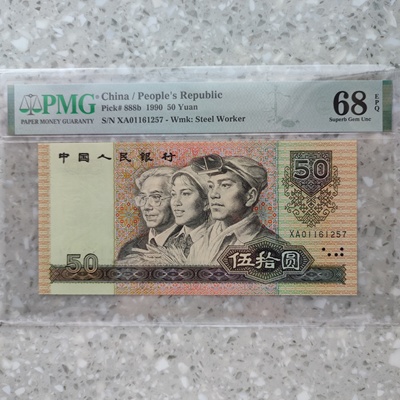 PMG
PAPER MONEY GUARANTY
China / People's Republic
Pick# 888b 1990 50 Yuan
S/N XA01161257 - Wmk: Steel Worker
68 EPQ
Superb Gem Unc
中国人民银行
50
XA01161257
50
伍拾圆